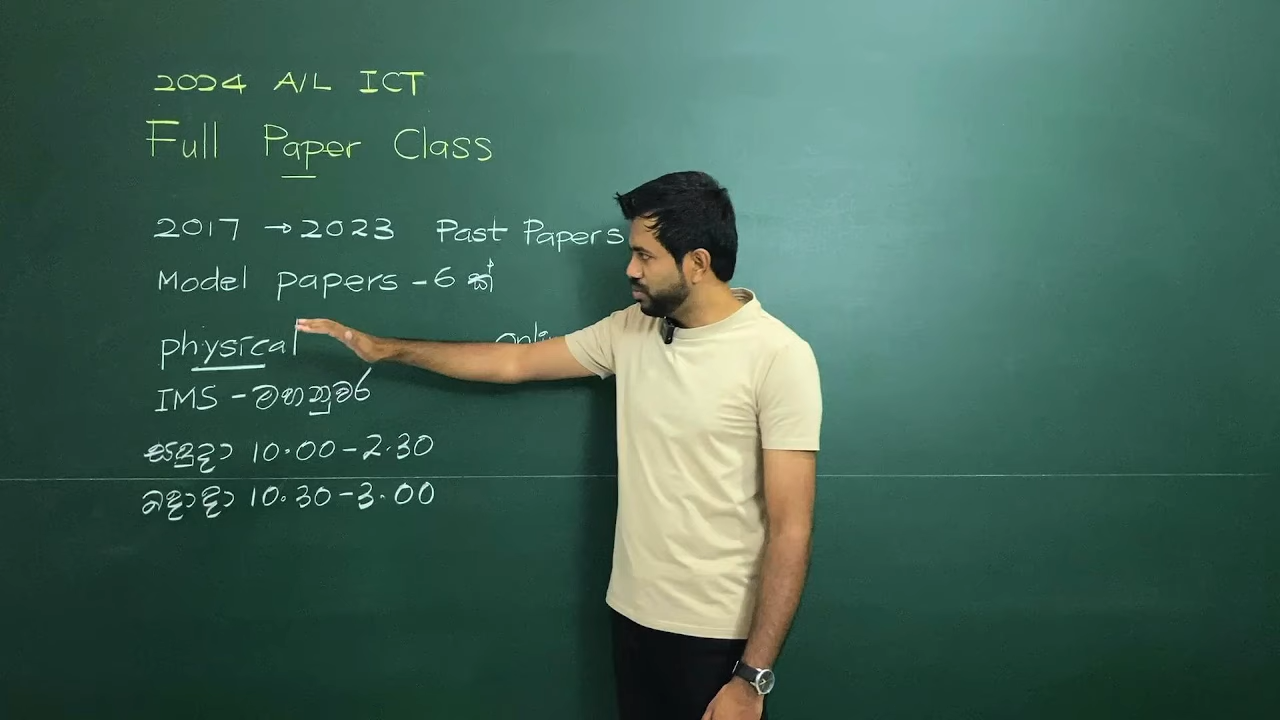 2024 A/L ICT
Full Paper Class
2017 → 2023 Past Papers
Model papers - 6 ක්
physical
IMS - මහනුවර
සඳුදා 10.00 - 2.30
බදාදා 10.30 - 3.00